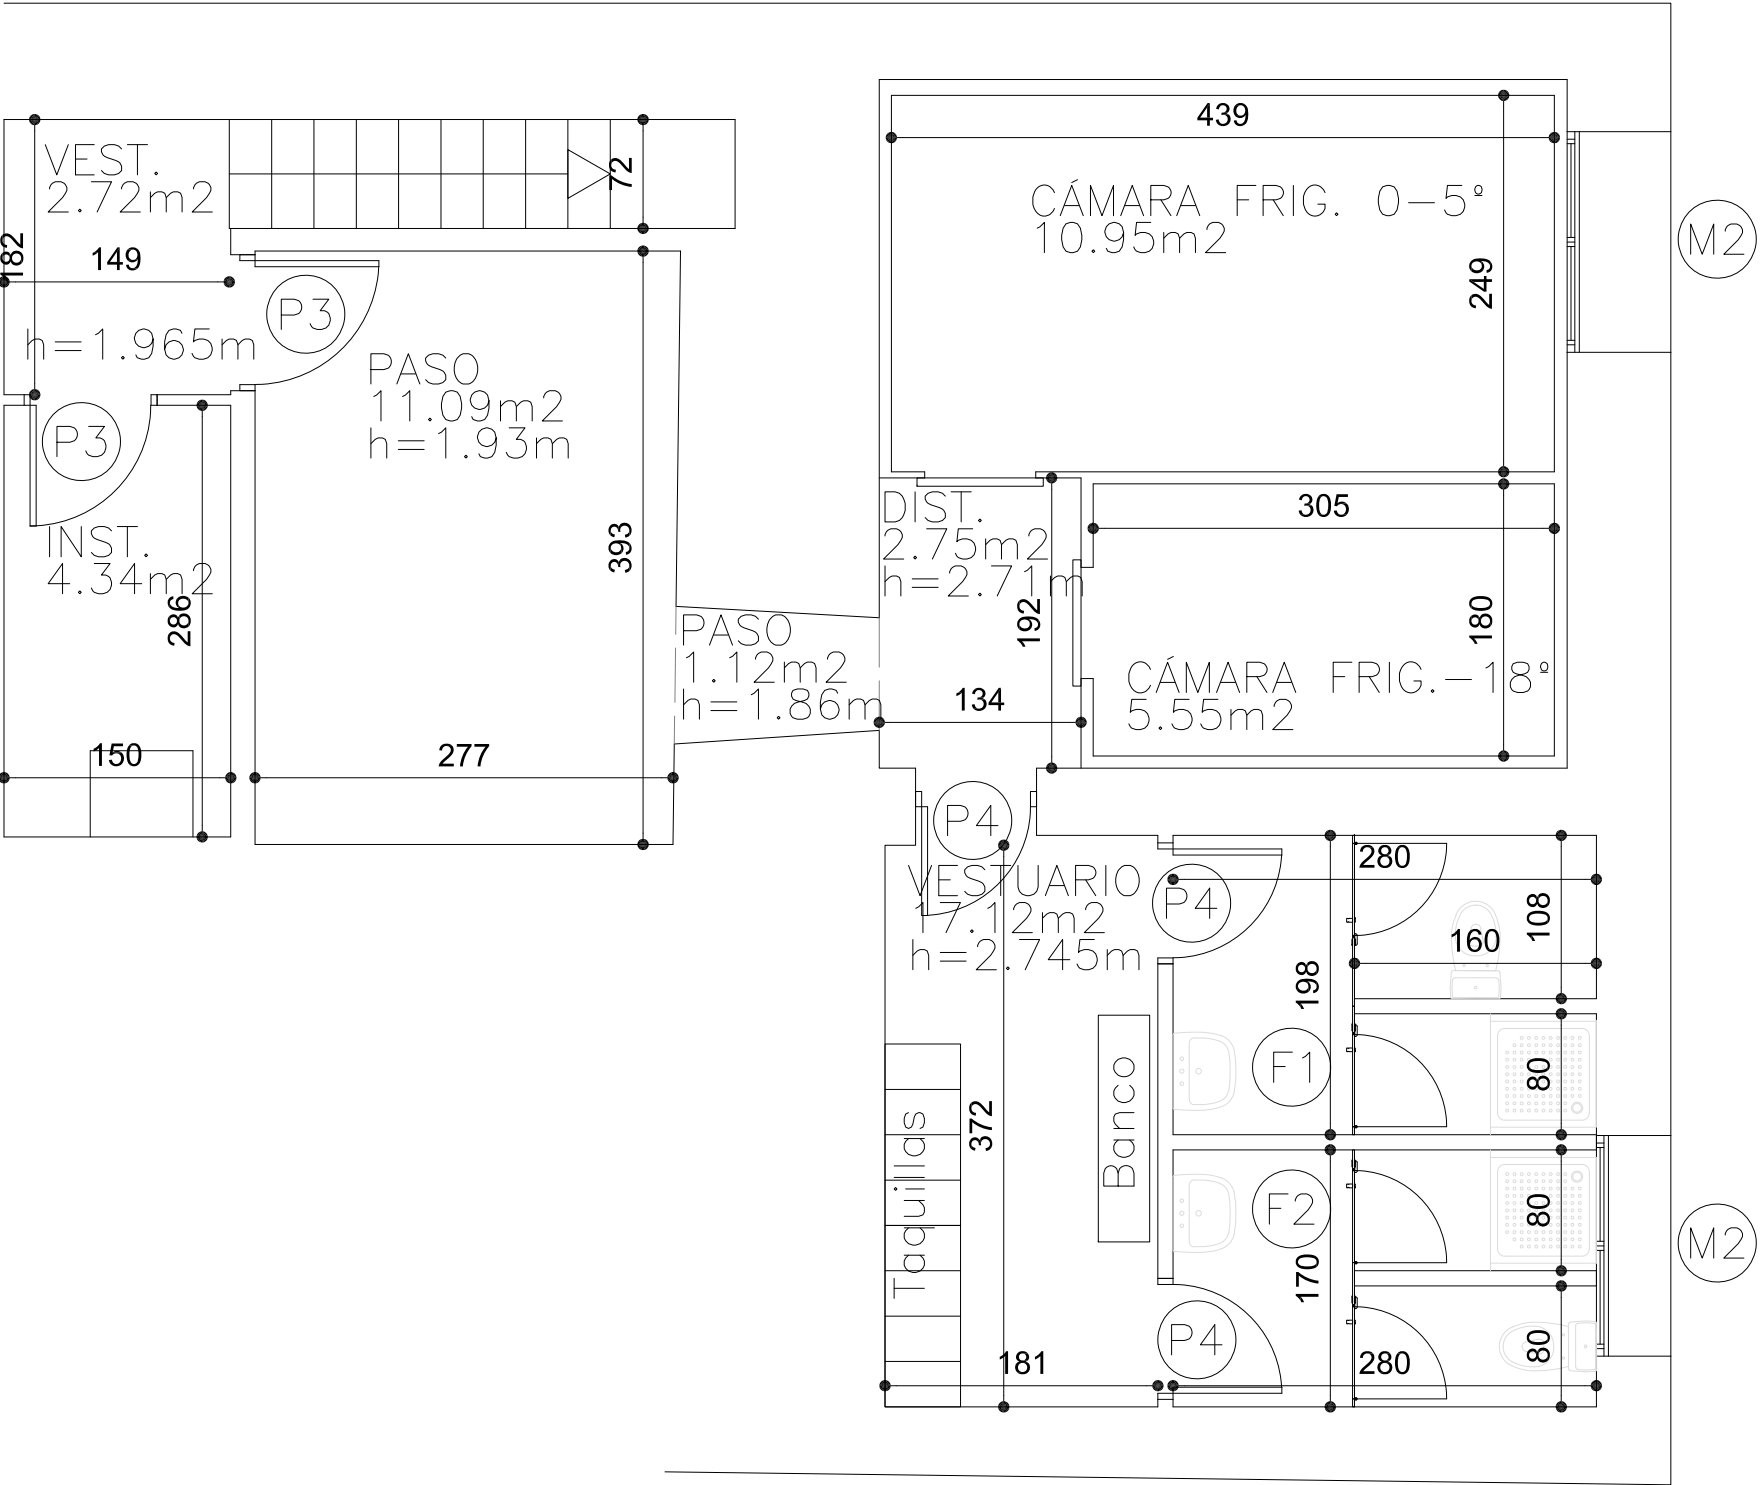 439
VEST.
2.72m2
72
CÁMARA FRIG. 0-5º
10.95m2
M2
182
149
249
P3
h=1.965m
PASO
11.09m2
h=1.93m
P3
DIST.
2.75m2
h=2.71m
305
INST.
4.34m2
393
286
192
180
PASO
1.12m2
h=1.86m
CÁMARA FRIG.-18º
5.55m2
134
150
277
P4
VESTUARIO
17.12m2
h=2.745m
280
P4
108
160
198
F1
80
Banco
372
Taquillas
F2
80
M2
170
P4
80
181
280